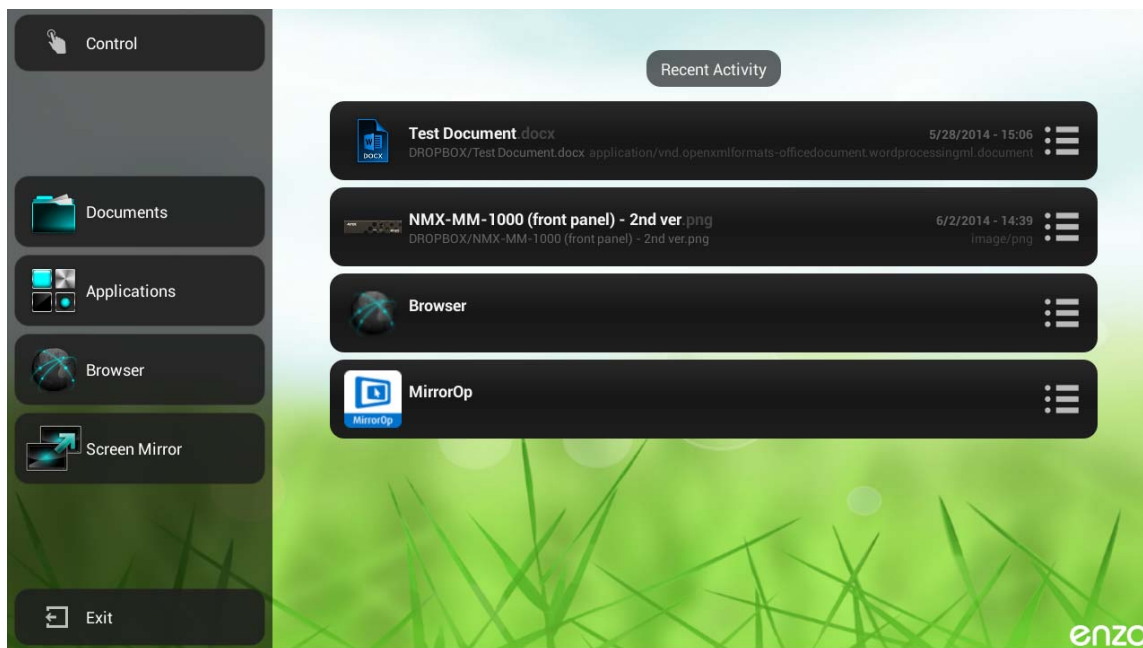 Control
Documents
Applications
Browser
Screen Mirror
Exit
Recent Activity
Test Document.docx
5/28/2014 - 15:06
DROPBOX/Test Document.docx application/vnd.openxmlformats-officedocument.wordprocessingml.document
DOCX
NMX-MM-1000 (front panel) - 2nd ver.png
6/2/2014 - 14:39
DROPBOX/NMX-MM-1000 (front panel) - 2nd ver.png
image/png
Browser
MirrorOp
MirrorOp
enzo